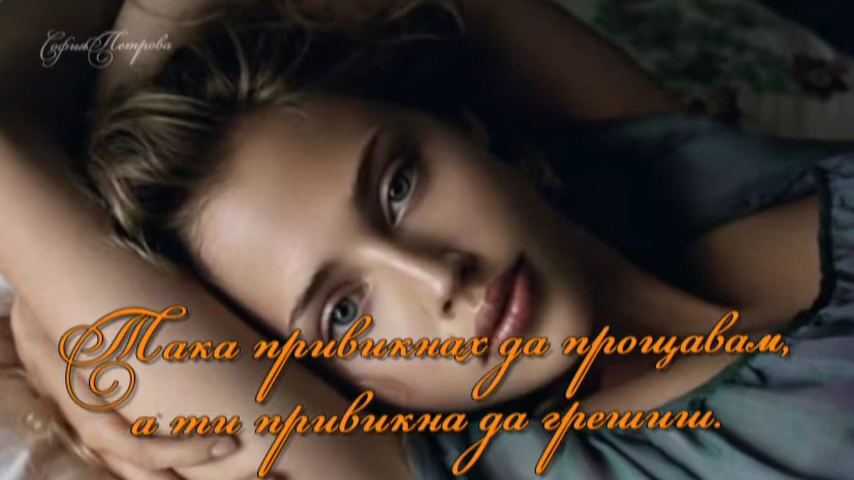 София Петрова
Така привикнах да прощавам,
а ти привикна да грешиш.